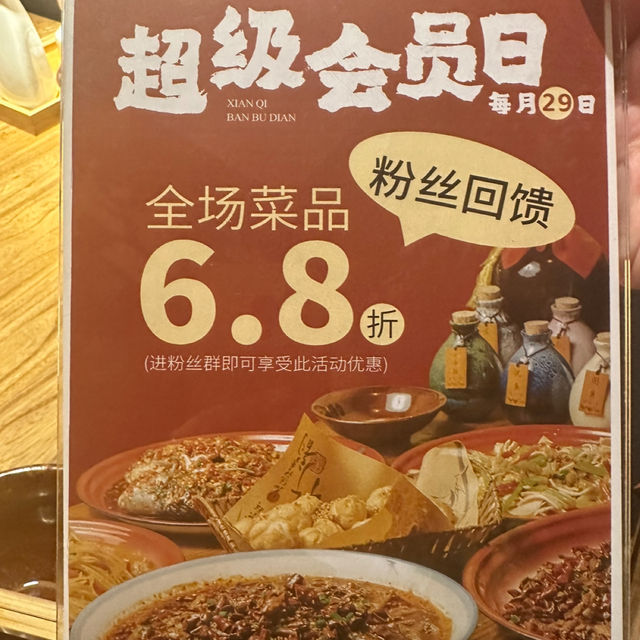 超级会员日
XIAN QI
BAN BU DIAN
每月29日
粉丝回馈
全场菜品
6.8折
(进粉丝群即可享受此活动优惠)